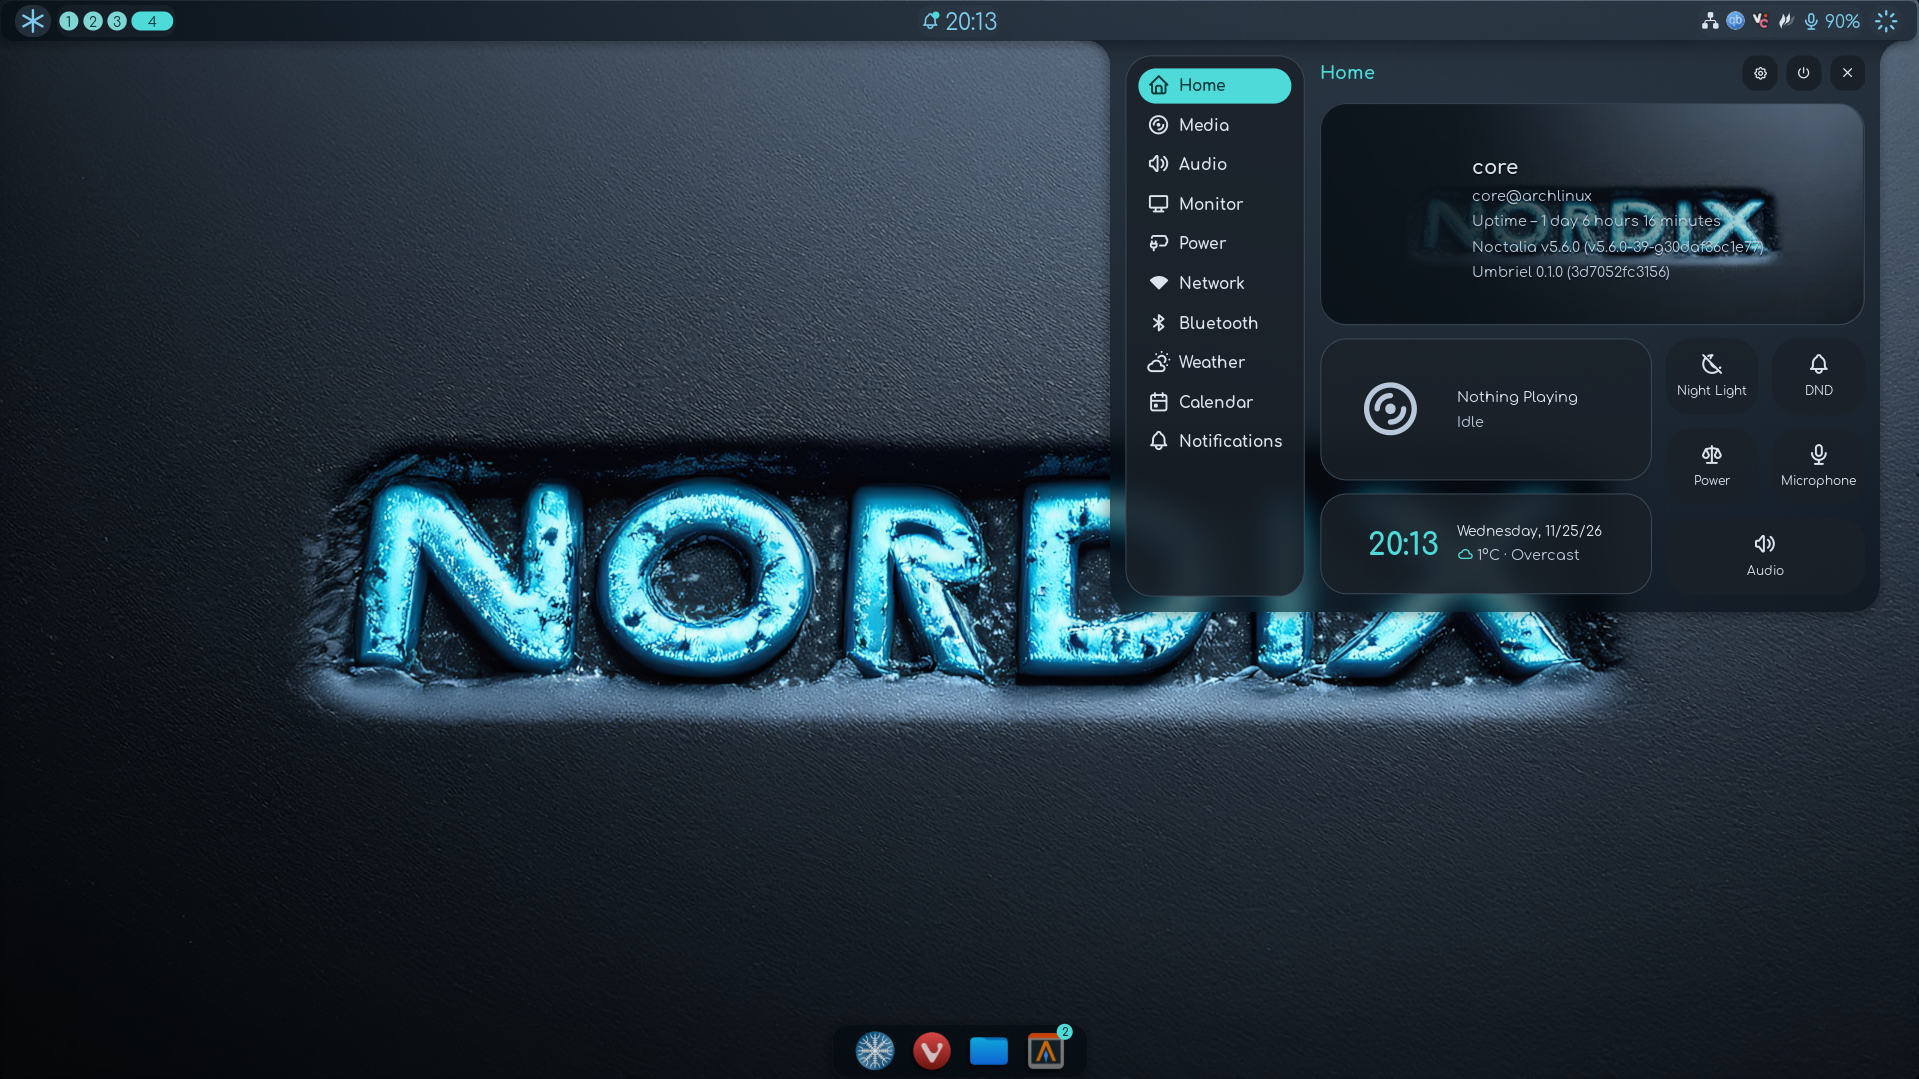 1 2 3 4
20:13
qb
90%
Home
Media
Audio
Monitor
Power
Network
Bluetooth
Weather
Calendar
Notifications
Home
core
core@archlinux
Uptime – 1 day 6 hours 16 minutes
Noctalia v5.6.0 (v5.6.0-39-g30daf36c1e77)
Umbriel 0.1.0 (3d7052fc3156)
NORDIX
Nothing Playing
Idle
Night Light
DND
Power
Microphone
20:13
Wednesday, 11/25/26
1°C · Overcast
Audio
NORDIX
2